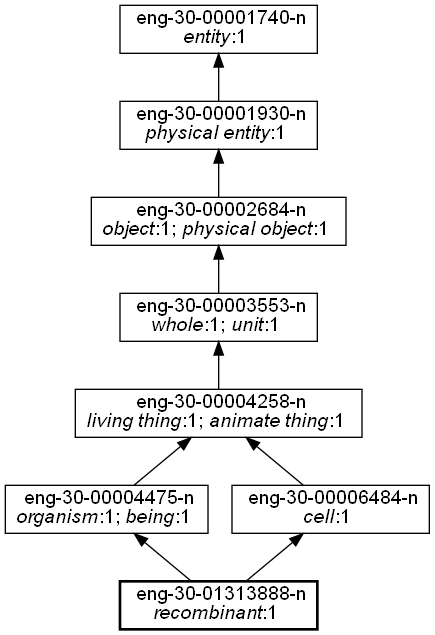 eng-30-00001740-n
entity:1
eng-30-00001930-n
physical entity:1
eng-30-00002684-n
object:1; physical object:1
eng-30-00003553-n
whole:1; unit:1
eng-30-00004258-n
living thing:1; animate thing:1
eng-30-00004475-n
organism:1; being:1
eng-30-00006484-n
cell:1
eng-30-01313888-n
recombinant:1